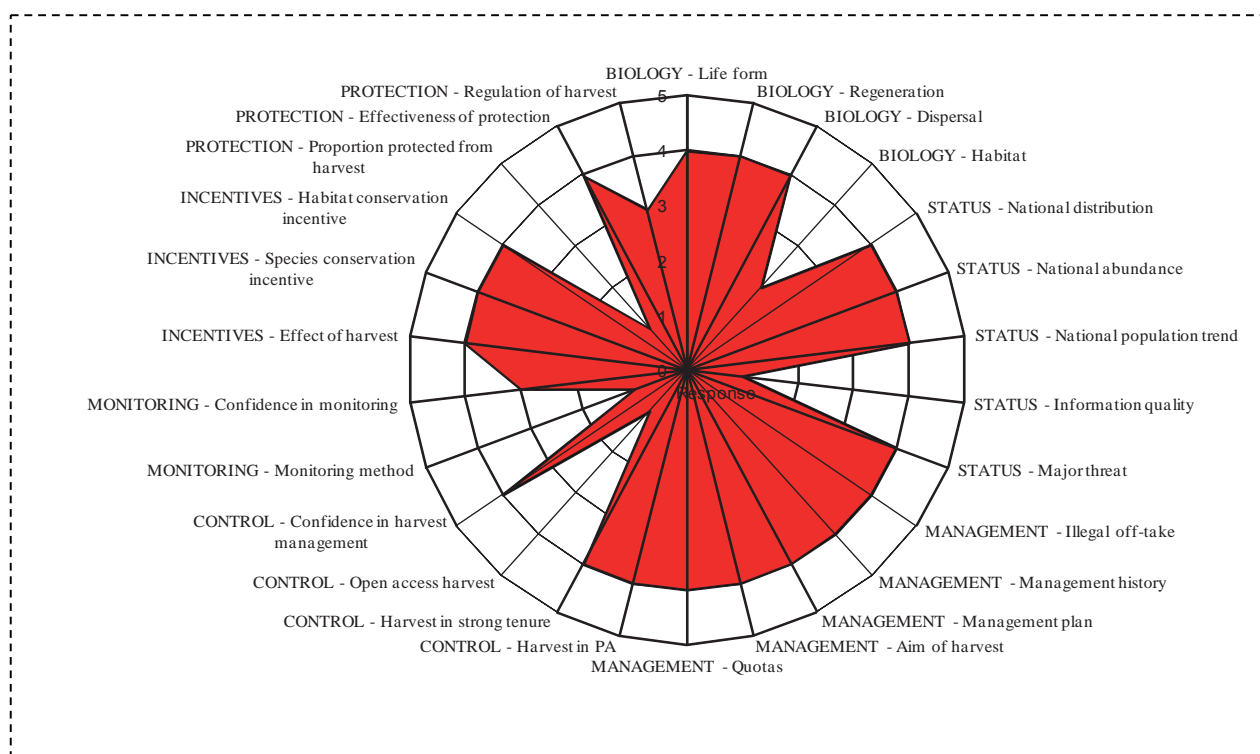 BIOLOGY - Life form
BIOLOGY - Regeneration
BIOLOGY - Dispersal
BIOLOGY - Habitat
STATUS - National distribution
STATUS - National abundance
STATUS - National population trend
STATUS - Information quality
STATUS - Major threat
MANAGEMENT - Illegal off-take
MANAGEMENT - Management history
MANAGEMENT - Management plan
MANAGEMENT - Aim of harvest
MANAGEMENT - Quotas
CONTROL - Harvest in PA
CONTROL - Harvest in strong tenure
CONTROL - Open access harvest
CONTROL - Confidence in harvest
management
MONITORING - Monitoring method
MONITORING - Confidence in monitoring
INCENTIVES - Effect of harvest
INCENTIVES - Species conservation
incentive
INCENTIVES - Habitat conservation
incentive
PROTECTION - Proportion protected from
harvest
PROTECTION - Effectiveness of protection
PROTECTION - Regulation of harvest
5
4
3
2
1
0
Response